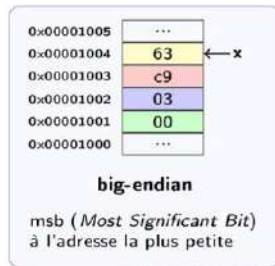 0x00001005 ...
0x00001004 63 x
0x00001003 c9
0x00001002 03
0x00001001 00
0x00001000 ...
big-endian
msb (Most Significant Bit)
à l'adresse la plus petite